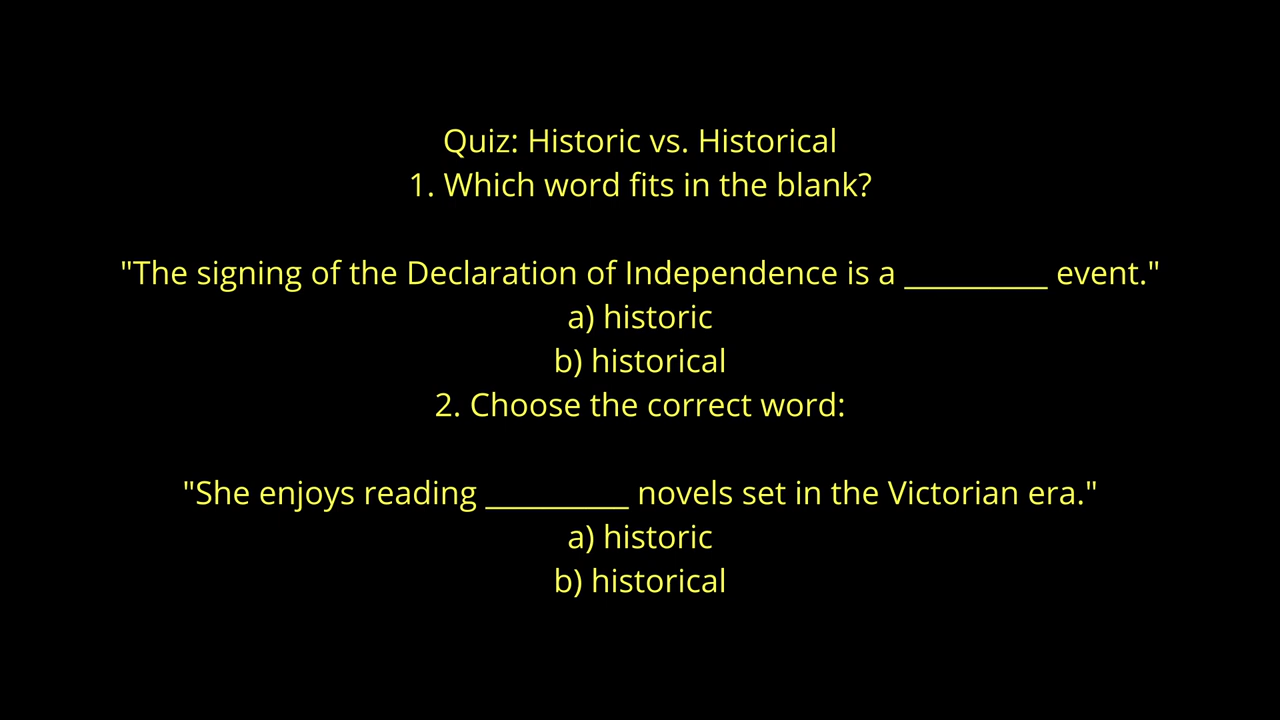 Quiz: Historic vs. Historical
1. Which word fits in the blank?
"The signing of the Declaration of Independence is a __________ event."
a) historic
b) historical
2. Choose the correct word:
"She enjoys reading __________ novels set in the Victorian era."
a) historic
b) historical